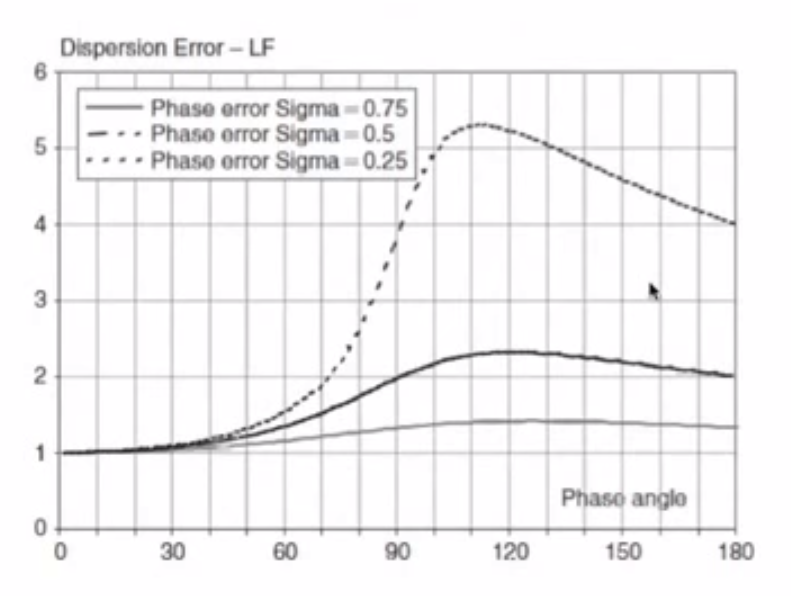 Dispersion Error – LF
6
Phase error Sigma = 0.75
Phase error Sigma = 0.5
Phase error Sigma = 0.25
5
4
3
2
1
Phase angle
0
0 30 60 90 120 150 180